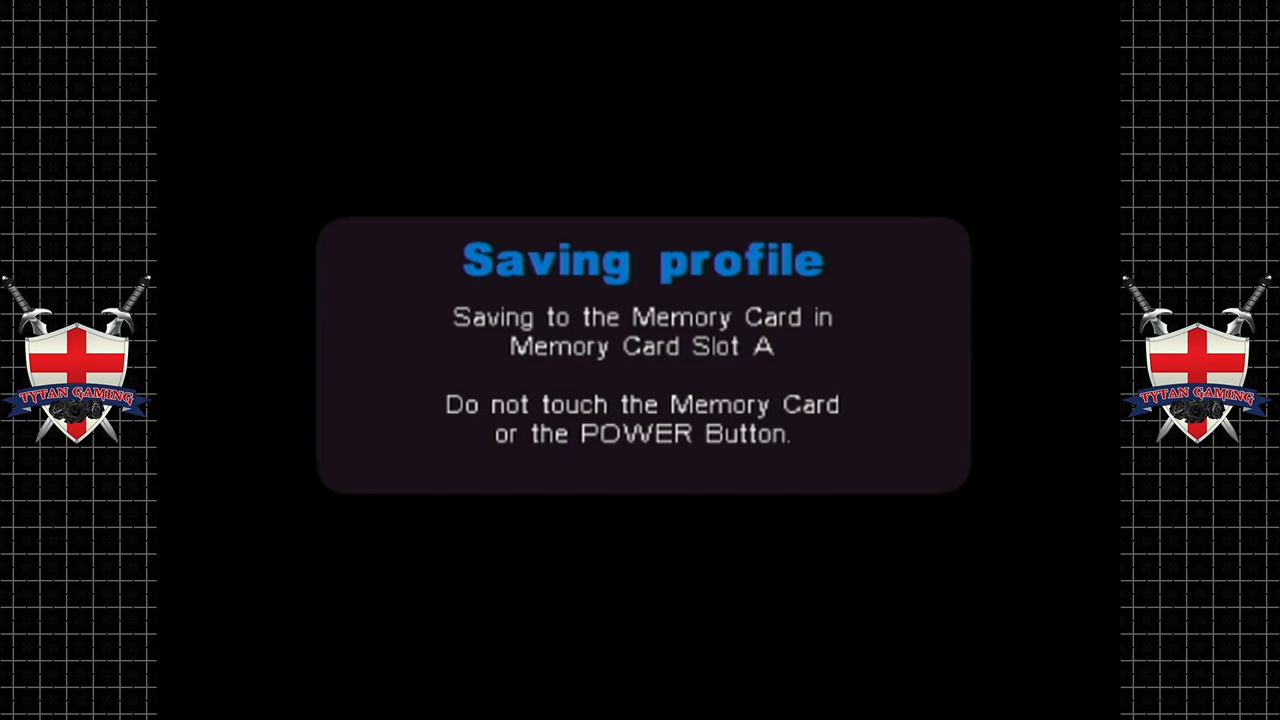 Saving profile
Saving to the Memory Card in
Memory Card Slot A
Do not touch the Memory Card
or the POWER Button.
TYTAN GAMING
TYTAN GAMING